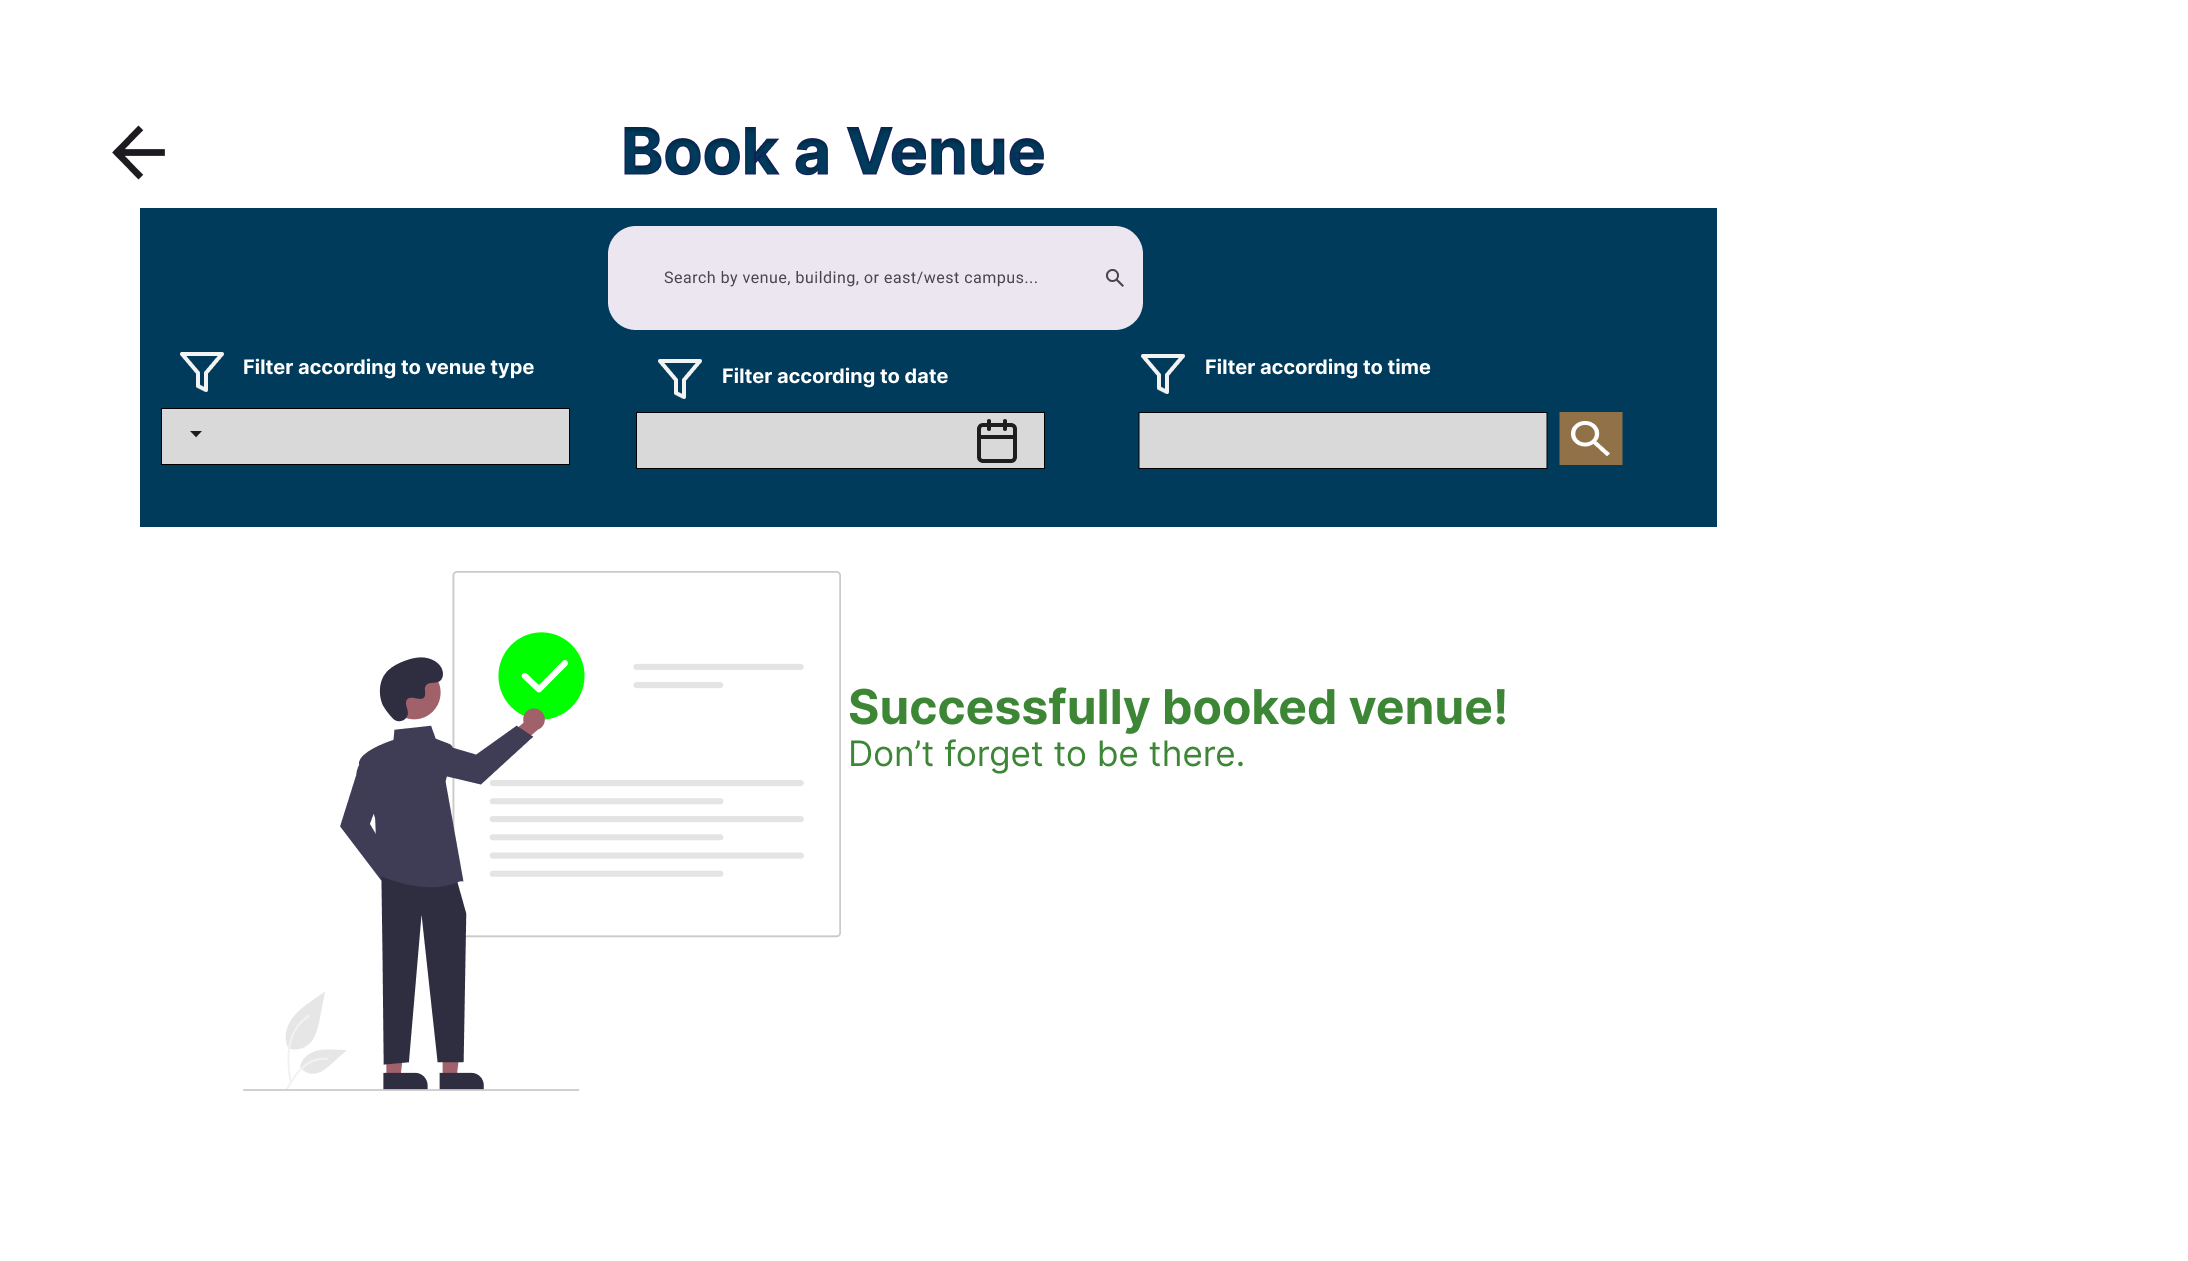 Book a Venue
Search by venue, building, or east/west campus...
Filter according to venue type
Filter according to date
Filter according to time
Successfully booked venue!
Don’t forget to be there.